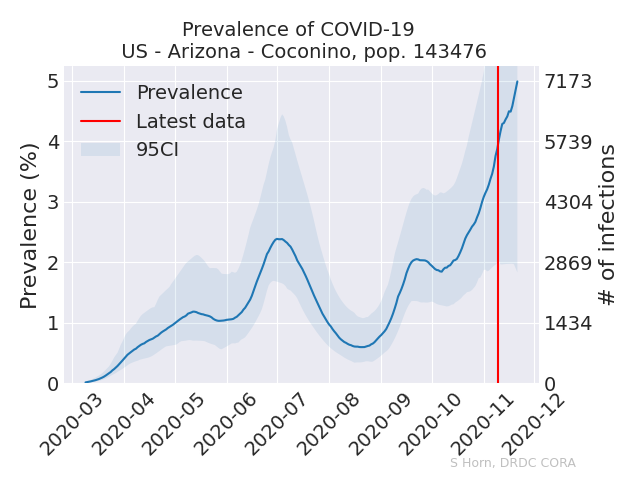 Prevalence of COVID-19
US - Arizona - Coconino, pop. 143476
Prevalence
Latest data
95CI
Prevalence (%)
5
4
3
2
1
0
7173
5739
4304
2869
1434
0
# of infections
2020-03
2020-04
2020-05
2020-06
2020-07
2020-08
2020-09
2020-10
2020-11
2020-12
S Horn, DRDC CORA